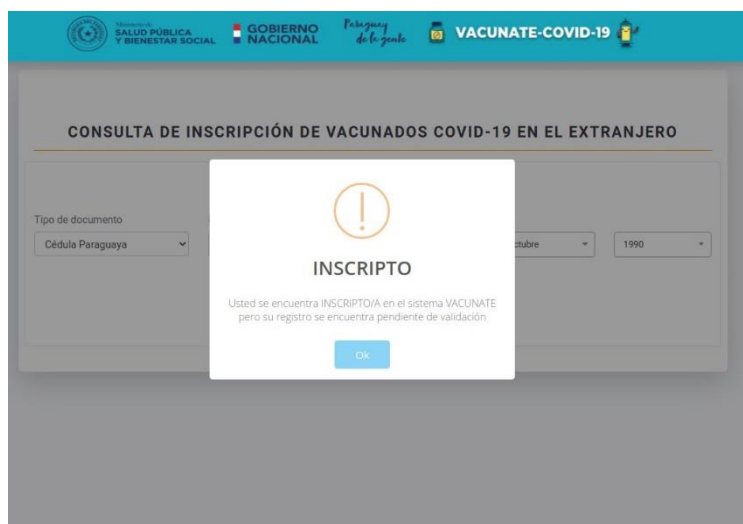 Ministerio de
SALUD PÚBLICA
Y BIENESTAR SOCIAL
GOBIERNO
NACIONAL
Paraguay
de la gente
VACUNATE-COVID-19
CONSULTA DE INSCRIPCIÓN DE VACUNADOS COVID-19 EN EL EXTRANJERO
Tipo de documento
Cédula Paraguaya
ctubre
1990
INSCRIPTO
Usted se encuentra INSCRIPTO/A en el sistema VACUNATE
pero su registro se encuentra pendiente de validación
Ok